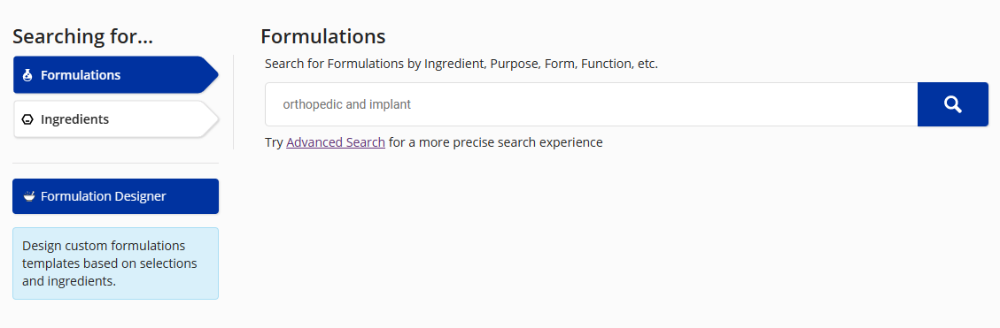 Searching for...
Formulations
Ingredients
Formulation Designer
Design custom formulations
templates based on selections
and ingredients.
Formulations
Search for Formulations by Ingredient, Purpose, Form, Function, etc.
orthopedic and implant
Try Advanced Search for a more precise search experience